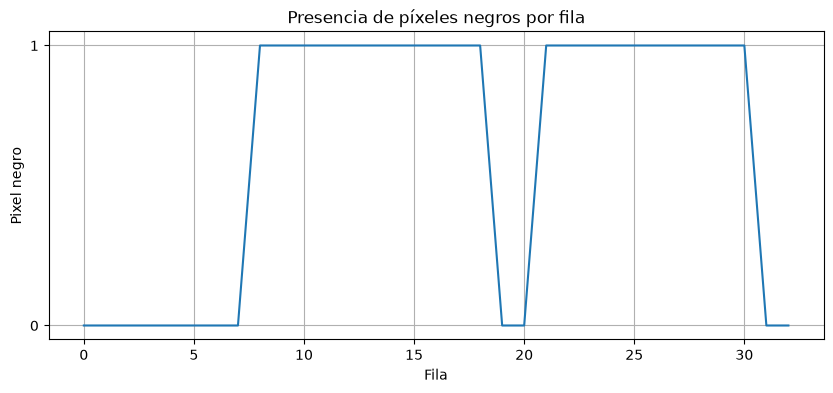 Presencia de píxeles negros por fila
1
Pixel negro
0
0 5 10 15 20 25 30
Fila